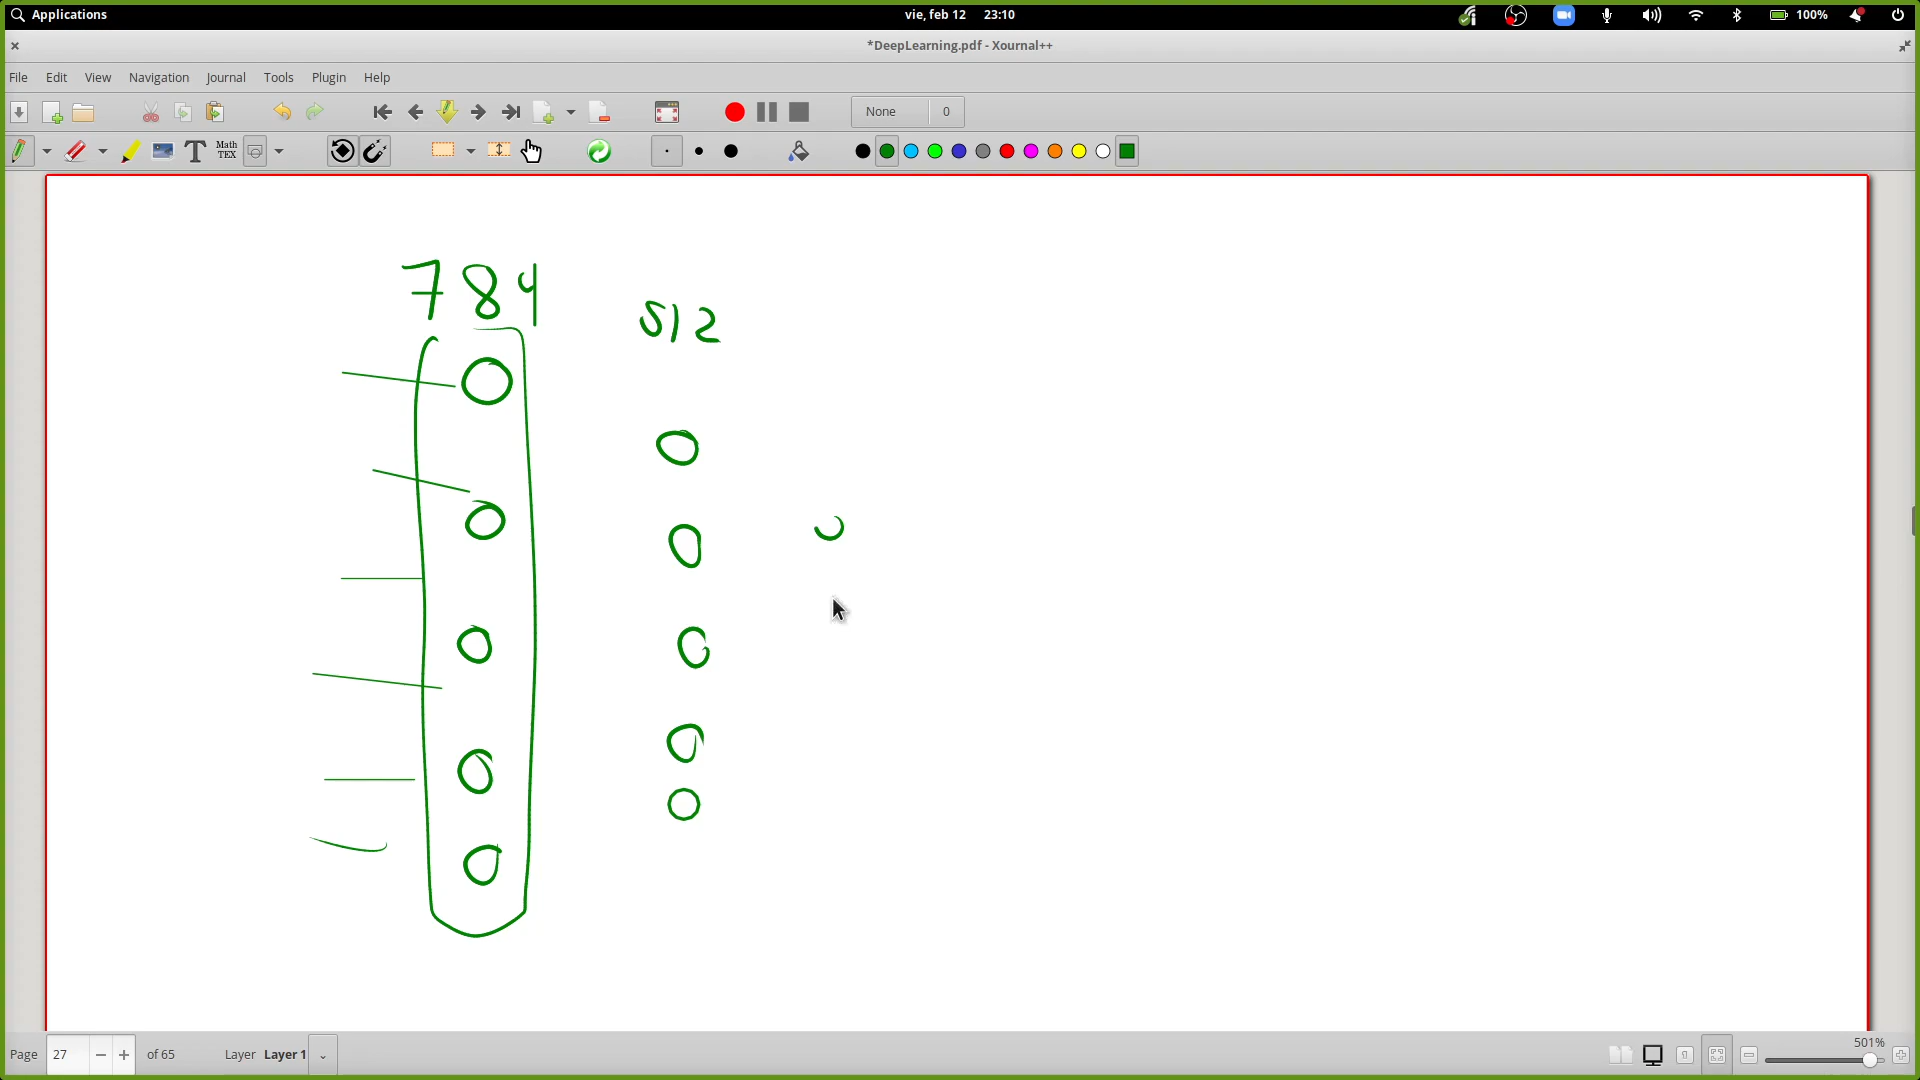 Applications
vie, feb 12 23:10
100%
*DeepLearning.pdf - Xournal++
File Edit View Navigation Journal Tools Plugin Help
None 0
T Math TEX
784
512
Page 27 of 65 Layer Layer 1
501%